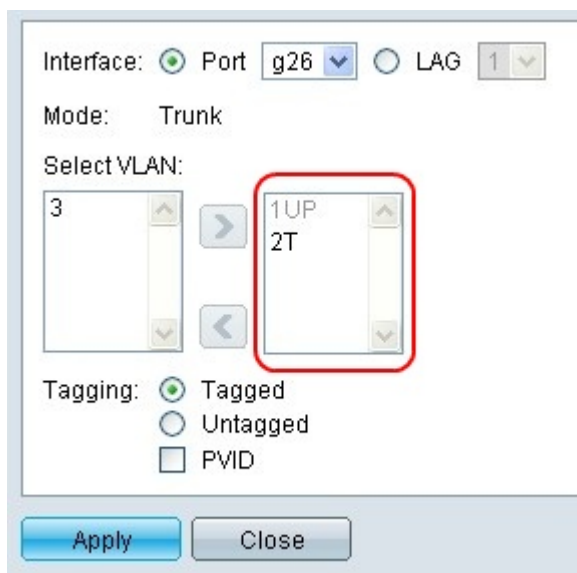 Interface: Port g26 LAG 1
Mode: Trunk
Select VLAN:
3 1UP
2T
Tagging: Tagged
Untagged
PVID
Apply Close